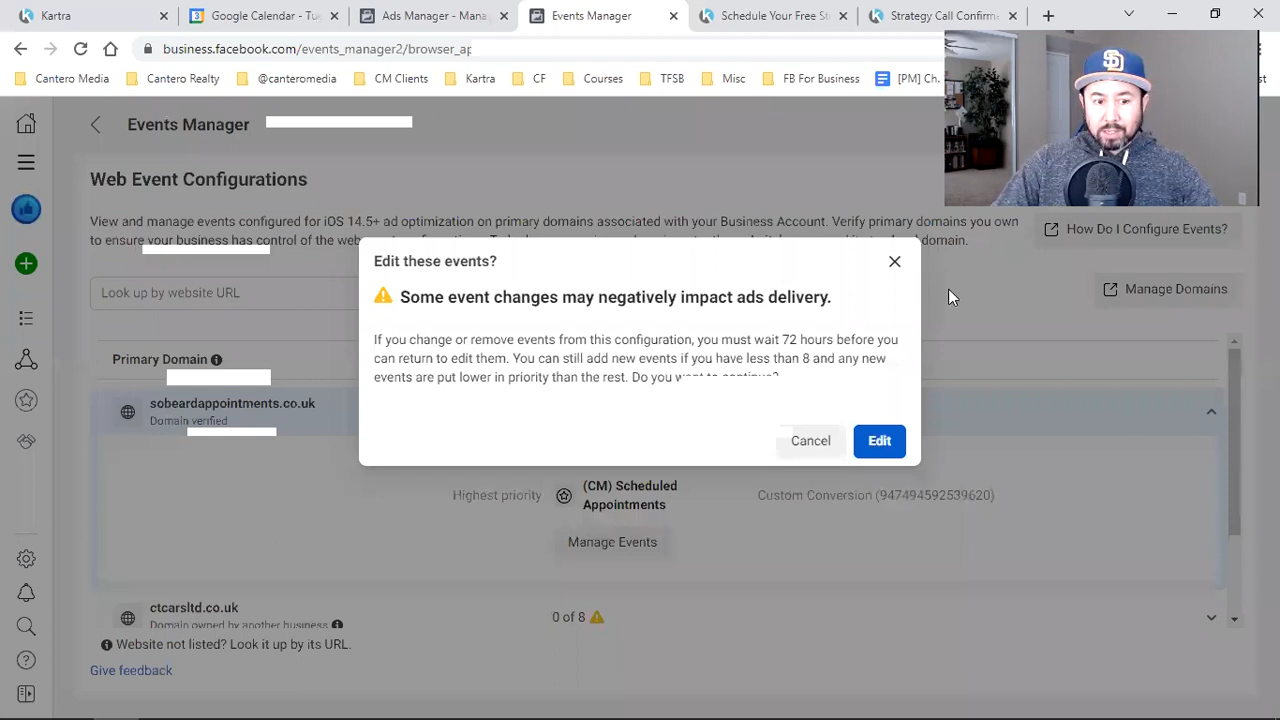 Kartra
Google Calendar - Tue
Ads Manager - Manag
Events Manager
Schedule Your Free St
Strategy Call Confirm
business.facebook.com/events_manager2/browser_ap
Cantero Media
Cantero Realty
@canteromedia
CM Clients
Kartra
CF
Courses
TFSB
Misc
FB For Business
[PM] Ch.
st
Events Manager
Web Event Configurations
View and manage events configured for iOS 14.5+ ad optimization on primary domains associated with your Business Account. Verify primary domains you own
to ensure your business has control of the domain.
How Do I Configure Events?
Look up by website URL
Manage Domains
Primary Domain
sobeardappointments.co.uk
Domain verified
Edit these events?
Some event changes may negatively impact ads delivery.
If you change or remove events from this configuration, you must wait 72 hours before you
can return to edit them. You can still add new events if you have less than 8 and any new
events are put lower in priority than the rest. Do you want to continue?
Cancel
Edit
Highest priority
(CM) Scheduled
Appointments
Custom Conversion (947494592539620)
Manage Events
ctcarsltd.co.uk
Domain owned by another business
0 of 8
Website not listed? Look it up by its URL.
Give feedback